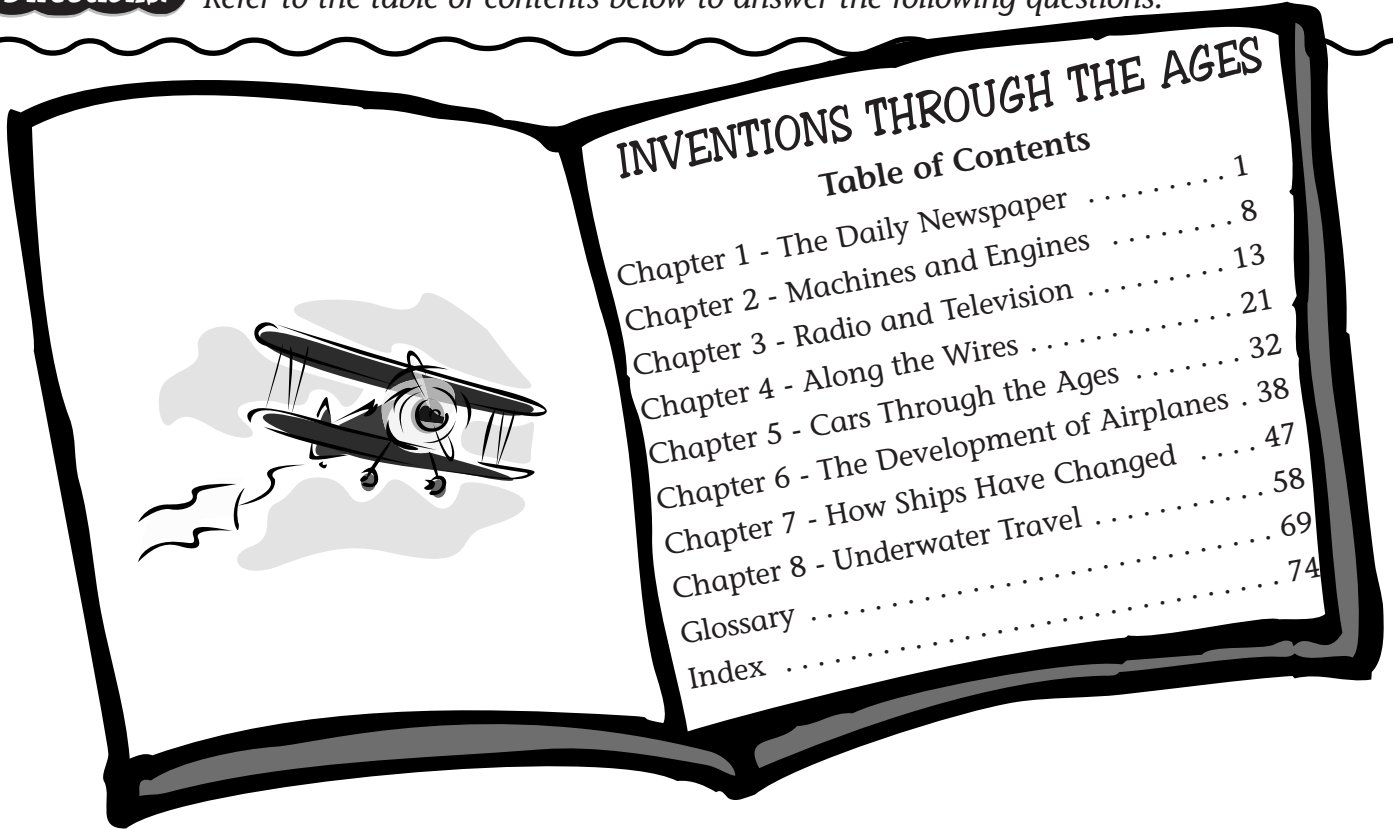 Refer to the table of contents below to answer the following questions.
INVENTIONS THROUGH THE AGES
Table of Contents
Chapter 1 - The Daily Newspaper . . . . . . . . . 1
Chapter 2 - Machines and Engines . . . . . . . . 8
Chapter 3 - Radio and Television . . . . . . . . . 13
Chapter 4 - Along the Wires . . . . . . . . . . . . . 21
Chapter 5 - Cars Through the Ages . . . . . . . 32
Chapter 6 - The Development of Airplanes . 38
Chapter 7 - How Ships Have Changed . . . . 47
Chapter 8 - Underwater Travel . . . . . . . . . . . 58
Glossary . . . . . . . . . . . . . . . . . . . . . . . . . . . . . 69
Index . . . . . . . . . . . . . . . . . . . . . . . . . . . . . . . 74